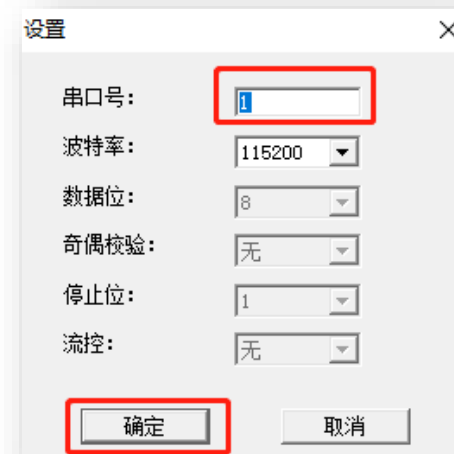 设置
串口号： 1
波特率： 115200
数据位： 8
奇偶校验： 无
停止位： 1
流控： 无
确定 取消